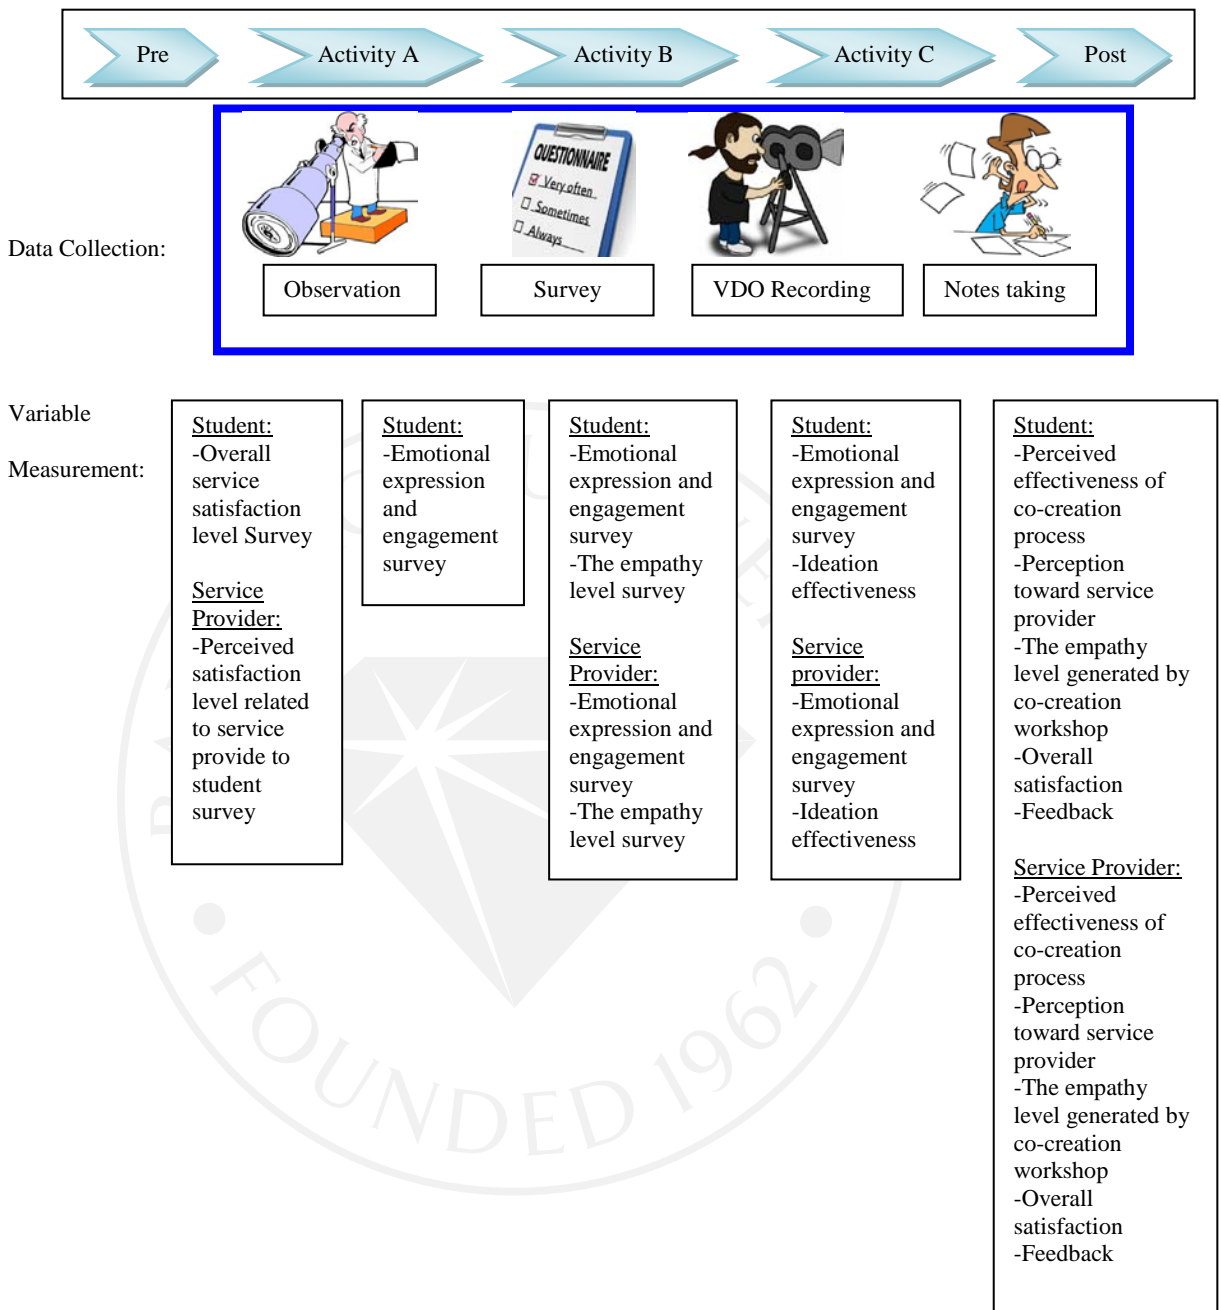 Pre
Activity A
Activity B
Activity C
Post
Data Collection:
QUESTIONNAIRE
Very often
Sometimes
Always
Observation
Survey
VDO Recording
Notes taking
Variable
Measurement:
Student:
-Overall
service
satisfaction
level Survey
Service
Provider:
-Perceived
satisfaction
level related
to service
provide to
student
survey
Student:
-Emotional
expression
and
engagement
survey
Student:
-Emotional
expression and
engagement
survey
-The empathy
level survey
Service
Provider:
-Emotional
expression and
engagement
survey
-The empathy
level survey
Student:
-Emotional
expression and
engagement
survey
-Ideation
effectiveness
Service
provider:
-Emotional
expression and
engagement
survey
-Ideation
effectiveness
Student:
-Perceived
effectiveness of
co-creation
process
-Perception
toward service
provider
-The empathy
level generated by
co-creation
workshop
-Overall
satisfaction
-Feedback
Service Provider:
-Perceived
effectiveness of
co-creation
process
-Perception
toward service
provider
-The empathy
level generated by
co-creation
workshop
-Overall
satisfaction
-Feedback
FOUNDED 1962